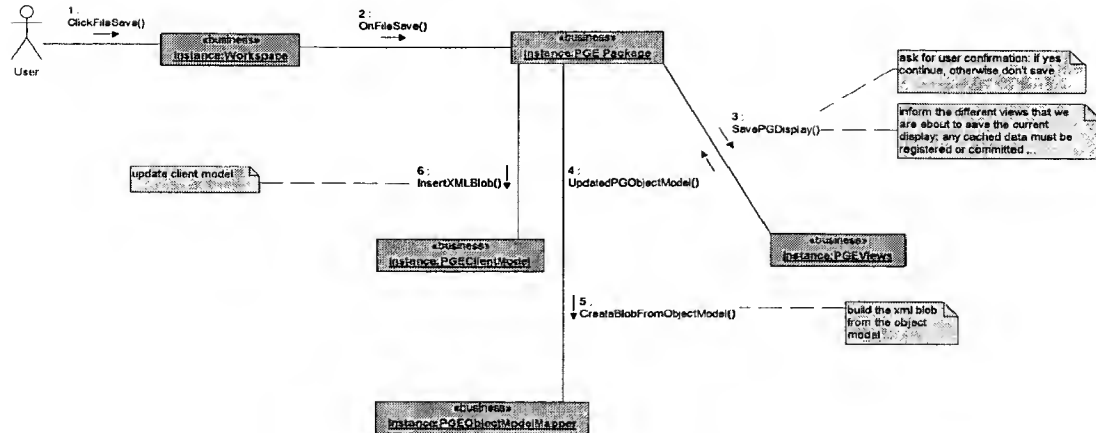 1 :
ClickFileSave()
2 :
OnFileSave()
User
«business»
Instance:Workspace
«business»
Instance:PGE Package
ask for user confirmation: if yes
continue, otherwise don't save
3 :
SavePGDisplay()
inform the different views that we
are about to save the current
display; any cached data must be
registered or committed ...
update client model
6 :
InsertXMLBlob()
4 :
UpdatedPGObjectModel()
«business»
Instance:PGEClientModel
«business»
Instance:PGEViews
5 :
CreateBlobFromObjectModel()
build the xml blob
from the object
model
«business»
Instance:PGEObjectModelMapper